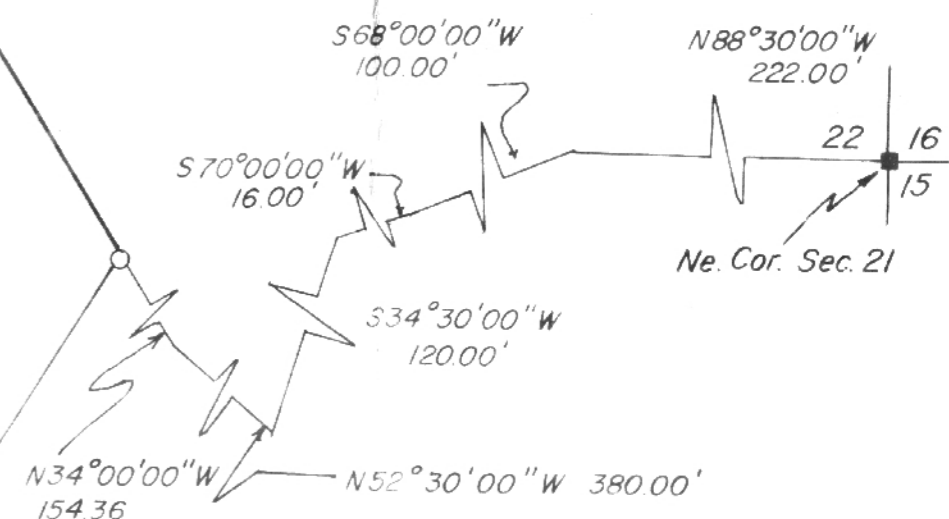 S68°00'00"W
100.00'
N88°30'00"W
222.00'
22
16
15
S70°00'00"W
16.00'
Ne. Cor. Sec. 21
S34°30'00"W
120.00'
N34°00'00"W
154.36
N52°30'00"W 380.00'